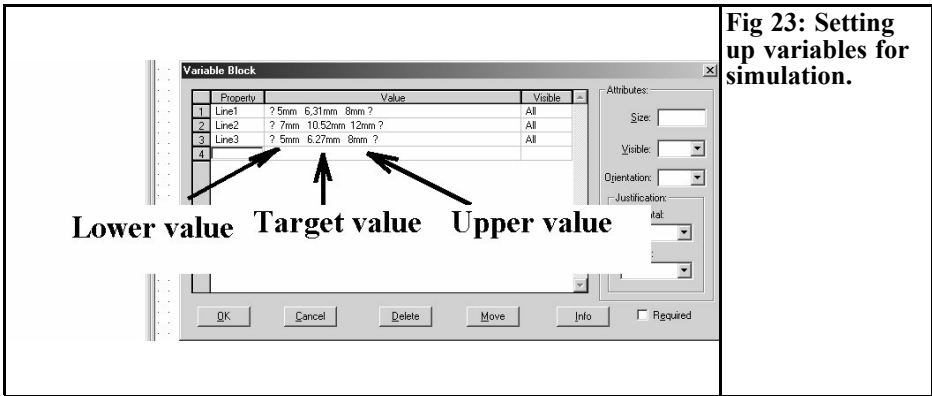 Fig 23: Setting
up variables for
simulation.
Variable Block
Property Value Visible
1 Line1 ? 5mm 6,31mm 8mm ? All
2 Line2 ? 7mm 10.52mm 12mm ? All
3 Line3 ? 5mm 6.27mm 8mm ? All
4
Attributes:
Size:
Visible:
Orientation:
Justification:
Lower value Target value Upper value
OK Cancel Delete Move Info Required